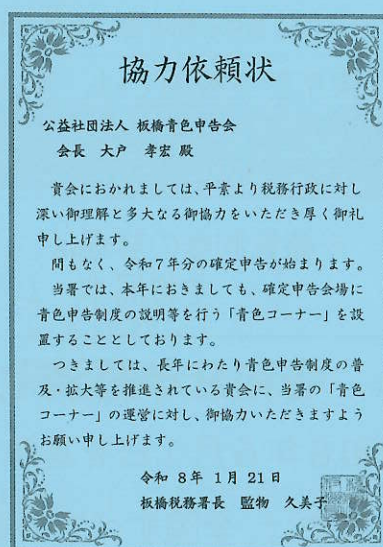 協力依頼状
公益社団法人 板橋青色申告会
会長 大戸 孝宏 殿
貴会におかれましては、平素より税務行政に対し
深い御理解と多大なる御協力をいただき厚く御礼
申し上げます。
間もなく、令和7年分の確定申告が始まります。
当署では、本年におきましても、確定申告会場に
青色申告制度の説明等を行う「青色コーナー」を設
置することとしております。
つきましては、長年にわたり青色申告制度の普
及・拡大等を推進されている貴会に、当署の「青色
コーナー」の運営に対し、御協力いただきますよう
お願い申し上げます。
令和 8年 1月 21日
板橋税務署長 監物 久美子